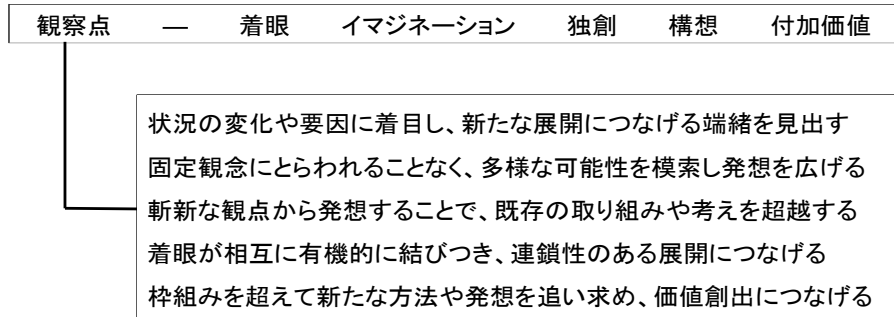 観察点 ― 着眼 イマジネーション 独創 構想 付加価値
状況の変化や要因に着目し、新たな展開につなげる端緒を見出す
固定観念にとらわれることなく、多様な可能性を模索し発想を広げる
斬新な観点から発想することで、既存の取り組みや考えを超越する
着眼が相互に有機的に結びつき、連鎖性のある展開につなげる
枠組みを超えて新たな方法や発想を追い求め、価値創出につなげる